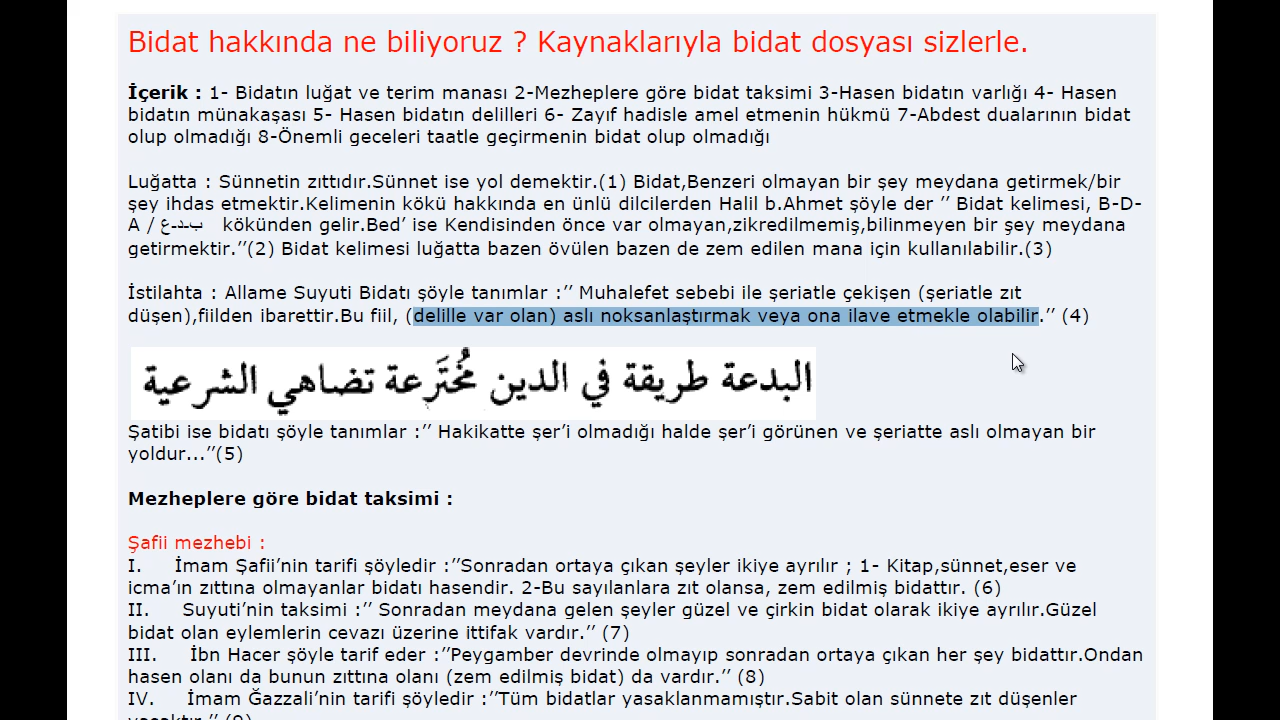 Bidat hakkında ne biliyoruz ? Kaynaklarıyla bidat dosyası sizlerle.
İçerik : 1- Bidatın luğat ve terim manası 2-Mezheplere göre bidat taksimi 3-Hasen bidatın varlığı 4- Hasen
bidatın münakaşası 5- Hasen bidatın delilleri 6- Zayıf hadisle amel etmenin hükmü 7-Abdest dualarının bidat
olup olmadığı 8-Önemli geceleri taatle geçirmenin bidat olup olmadığı
Luğatta : Sünnetin zıttıdır.Sünnet ise yol demektir.(1) Bidat,Benzeri olmayan bir şey meydana getirmek/bir
şey ihdas etmektir.Kelimenin kökü hakkında en ünlü dilcilerden Halil b.Ahmet şöyle der ’’ Bidat kelimesi, B-D-
A / ب-د-ع kökünden gelir.Bed’ ise Kendisinden önce var olmayan,zikredilmemiş,bilinmeyen bir şey meydana
getirmektir.’’(2) Bidat kelimesi luğatta bazen övülen bazen de zem edilen mana için kullanılabilir.(3)
İstilahta : Allame Suyuti Bidatı şöyle tanımlar :’’ Muhalefet sebebi ile şeriatle çekişen (şeriatle zıt
düşen),fiilden ibarettir.Bu fiil, (delille var olan) aslı noksanlaştırmak veya ona ilave etmekle olabilir.’’ (4)
البدعة طريقة في الدين مُخْتَرَعة تضاهي الشرعية
Şatibi ise bidatı şöyle tanımlar :’’ Hakikatte şer’i olmadığı halde şer’i görünen ve şeriatte aslı olmayan bir
yoldur...’’(5)
Mezheplere göre bidat taksimi :
Şafii mezhebi :
I. İmam Şafii’nin tarifi şöyledir :’’Sonradan ortaya çıkan şeyler ikiye ayrılır ; 1- Kitap,sünnet,eser ve
icma’ın zıttına olmayanlar bidatı hasendir. 2-Bu sayılanlara zıt olansa, zem edilmiş bidattır. (6)
II. Suyuti’nin taksimi :’’ Sonradan meydana gelen şeyler güzel ve çirkin bidat olarak ikiye ayrılır.Güzel
bidat olan eylemlerin cevazı üzerine ittifak vardır.’’ (7)
III. İbn Hacer şöyle tarif eder :’’Peygamber devrinde olmayıp sonradan ortaya çıkan her şey bidattır.Ondan
hasen olanı da bunun zıttına olanı (zem edilmiş bidat) da vardır.’’ (8)
IV. İmam Ğazzali’nin tarifi şöyledir :’’Tüm bidatlar yasaklanmamıştır.Sabit olan sünnete zıt düşenler